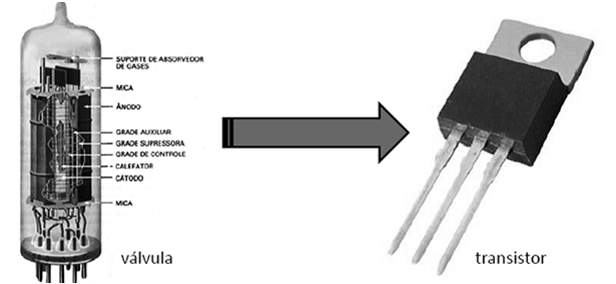 SUPORTE DE ABSORVEDOR
DE GASES
MICA
ÂNODO
GRADE AUXILIAR
GRADE SUPRESSORA
GRADE DE CONTROLE
CALEFATOR
CÁTODO
MICA
válvula
transistor